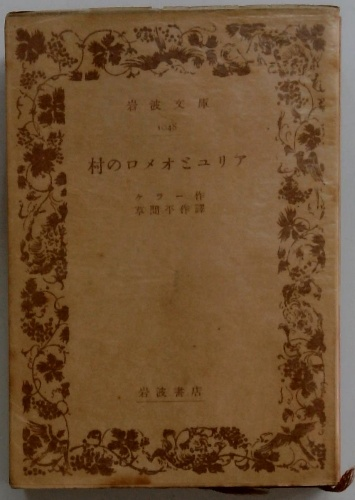 岩波文庫
村のロメオとユリア
ケラー作
草間平作譯
岩波書店